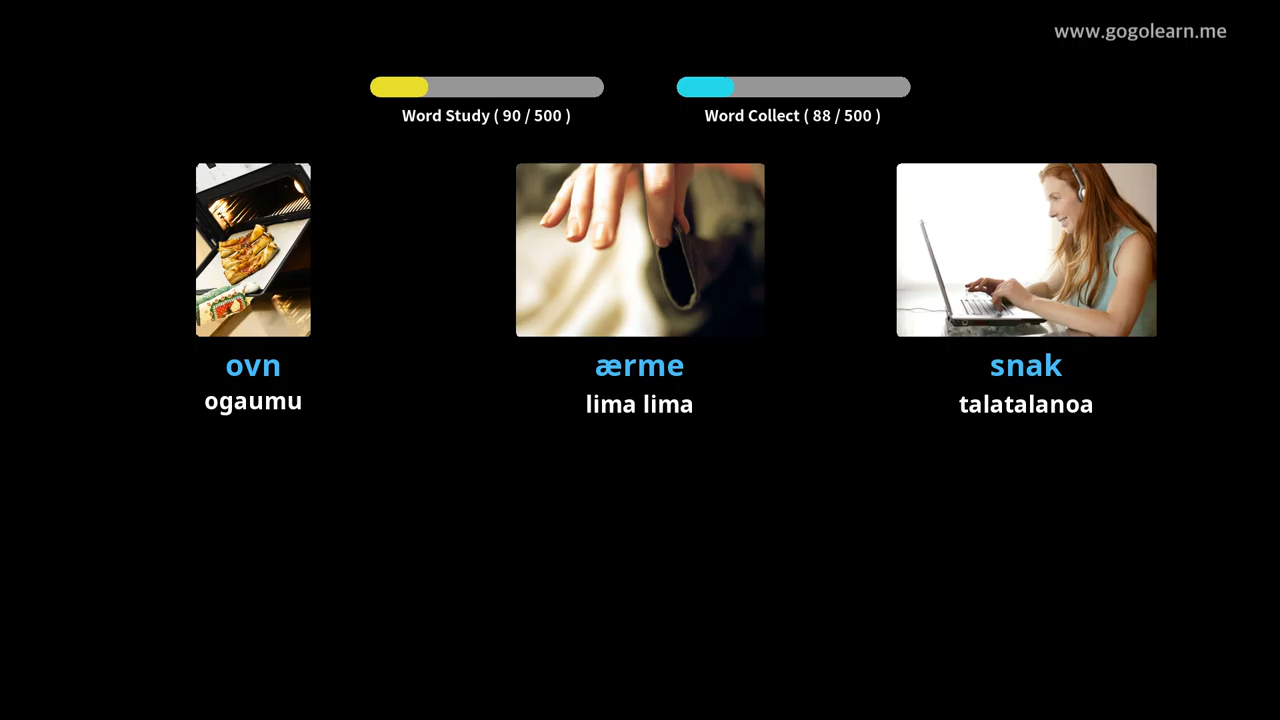 www.gogolearn.me
Word Study ( 90 / 500 )
Word Collect ( 88 / 500 )
ovn
ærme
snak
ogaumu
lima lima
talatalanoa